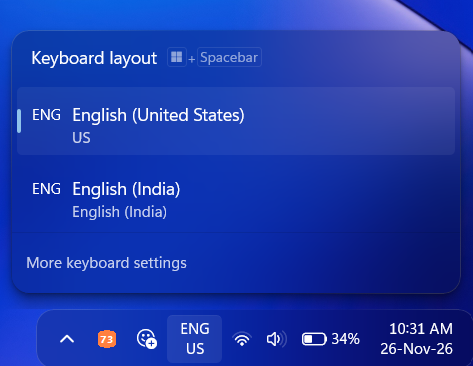 Keyboard layout + Spacebar
ENG English (United States)
US
ENG English (India)
English (India)
More keyboard settings
73
ENG
US
34%
10:31 AM
26-Nov-26